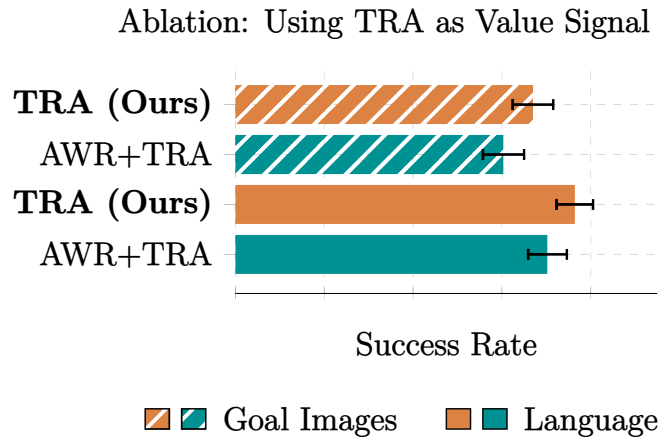 Ablation: Using TRA as Value Signal
TRA (Ours)
AWR+TRA
TRA (Ours)
AWR+TRA
Success Rate
Goal Images
Language